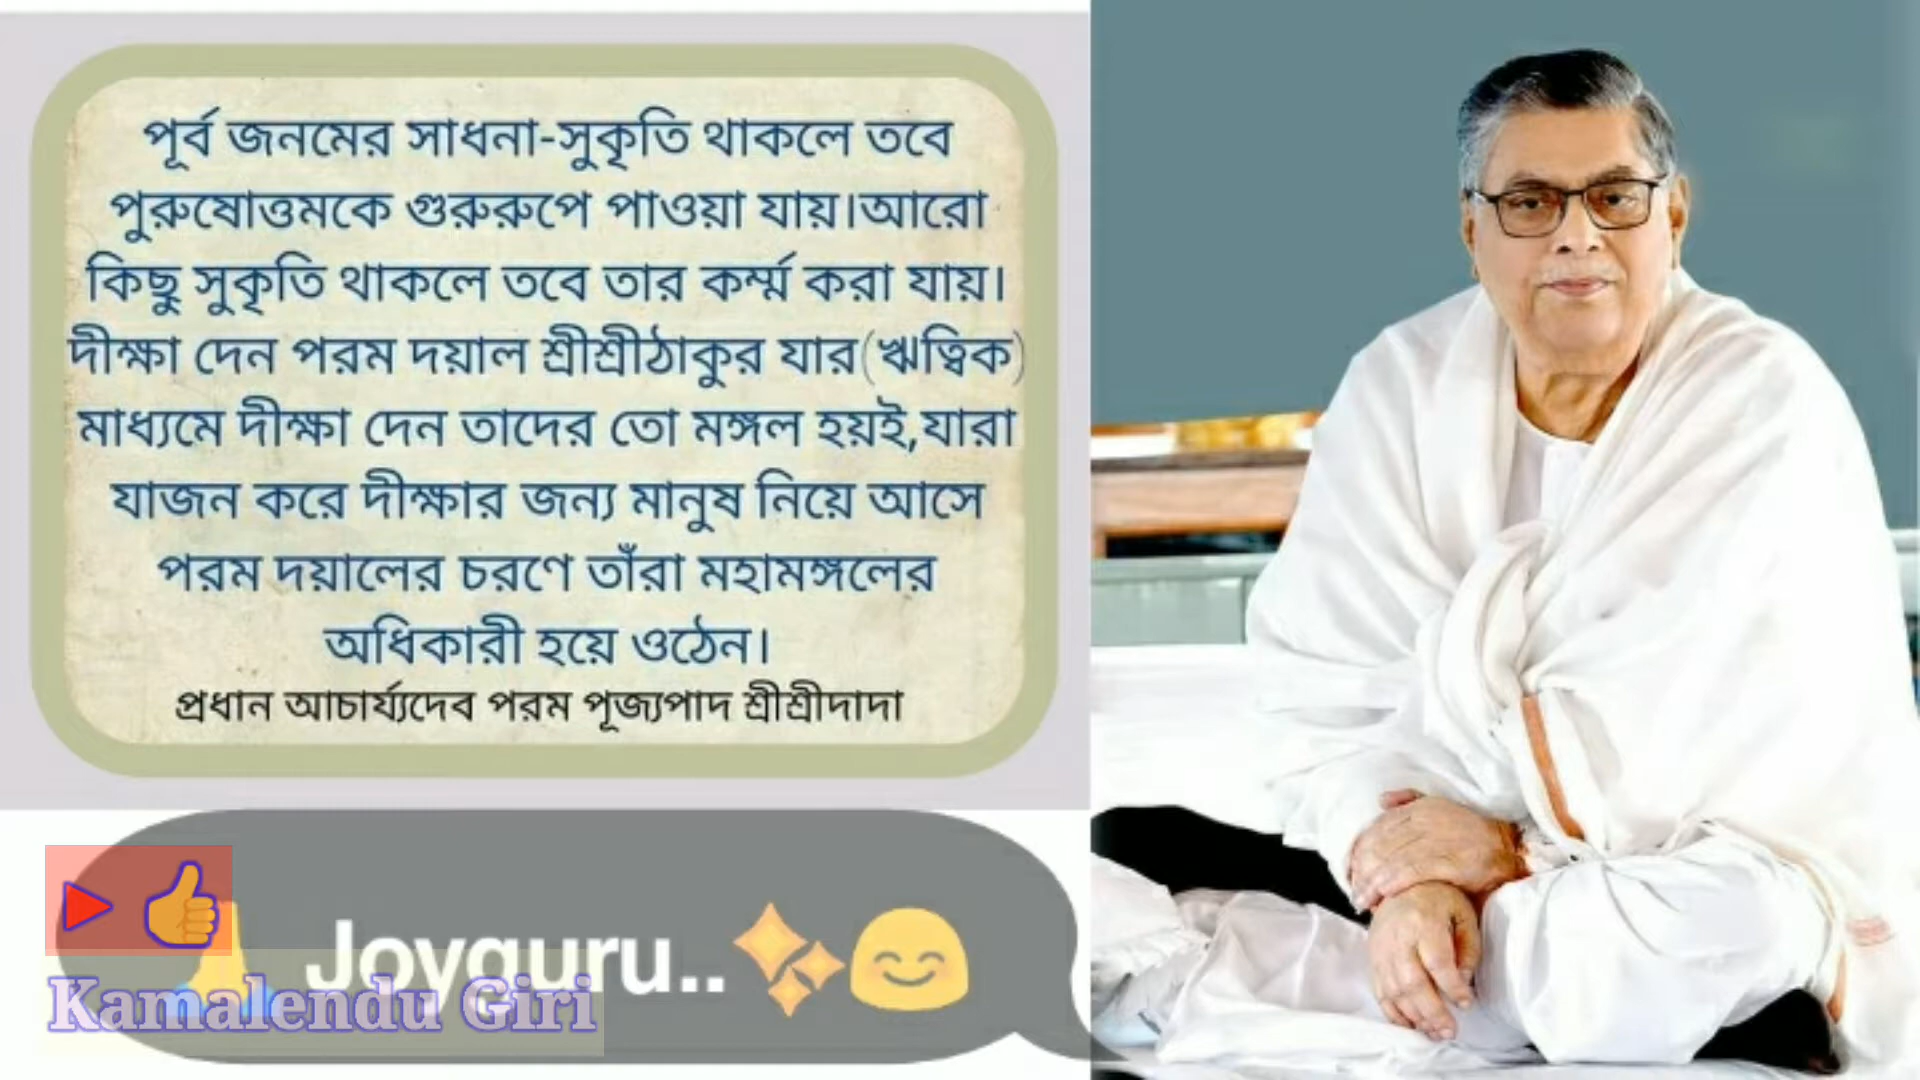 পূর্ব জনমের সাধনা-সুকৃতি থাকলে তবে
পুরুষোত্তমকে গুরুরুপে পাওয়া যায়।আরো
কিছু সুকৃতি থাকলে তবে তার কর্ম্ম করা যায়।
দীক্ষা দেন পরম দয়াল শ্রীশ্রীঠাকুর যার(ঋত্বিক)
মাধ্যমে দীক্ষা দেন তাদের তো মঙ্গল হয়ই,যারা
যাজন করে দীক্ষার জন্য মানুষ নিয়ে আসে
পরম দয়ালের চরণে তাঁরা মহামঙ্গলের
অধিকারী হয়ে ওঠেন।
প্রধান আচার্য্যদেব পরম পূজ্যপাদ শ্রীশ্রীদাদা
Joyguru..
Kamalendu Giri